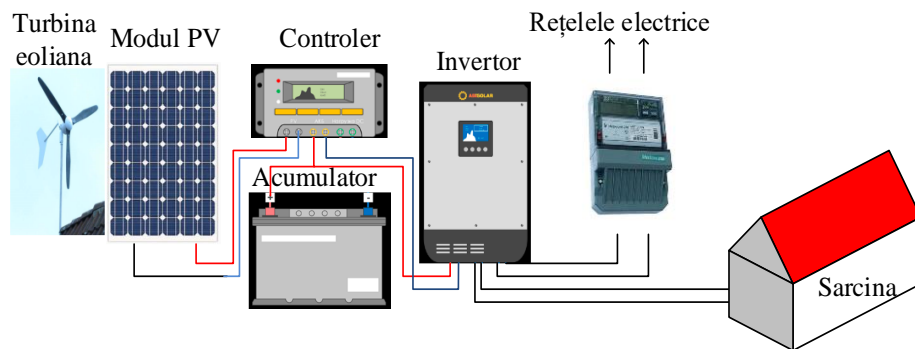 Turbina
eoliana
Modul PV
Controler
Invertor
Rețelele electrice
Acumulator
+
-
Sarcina